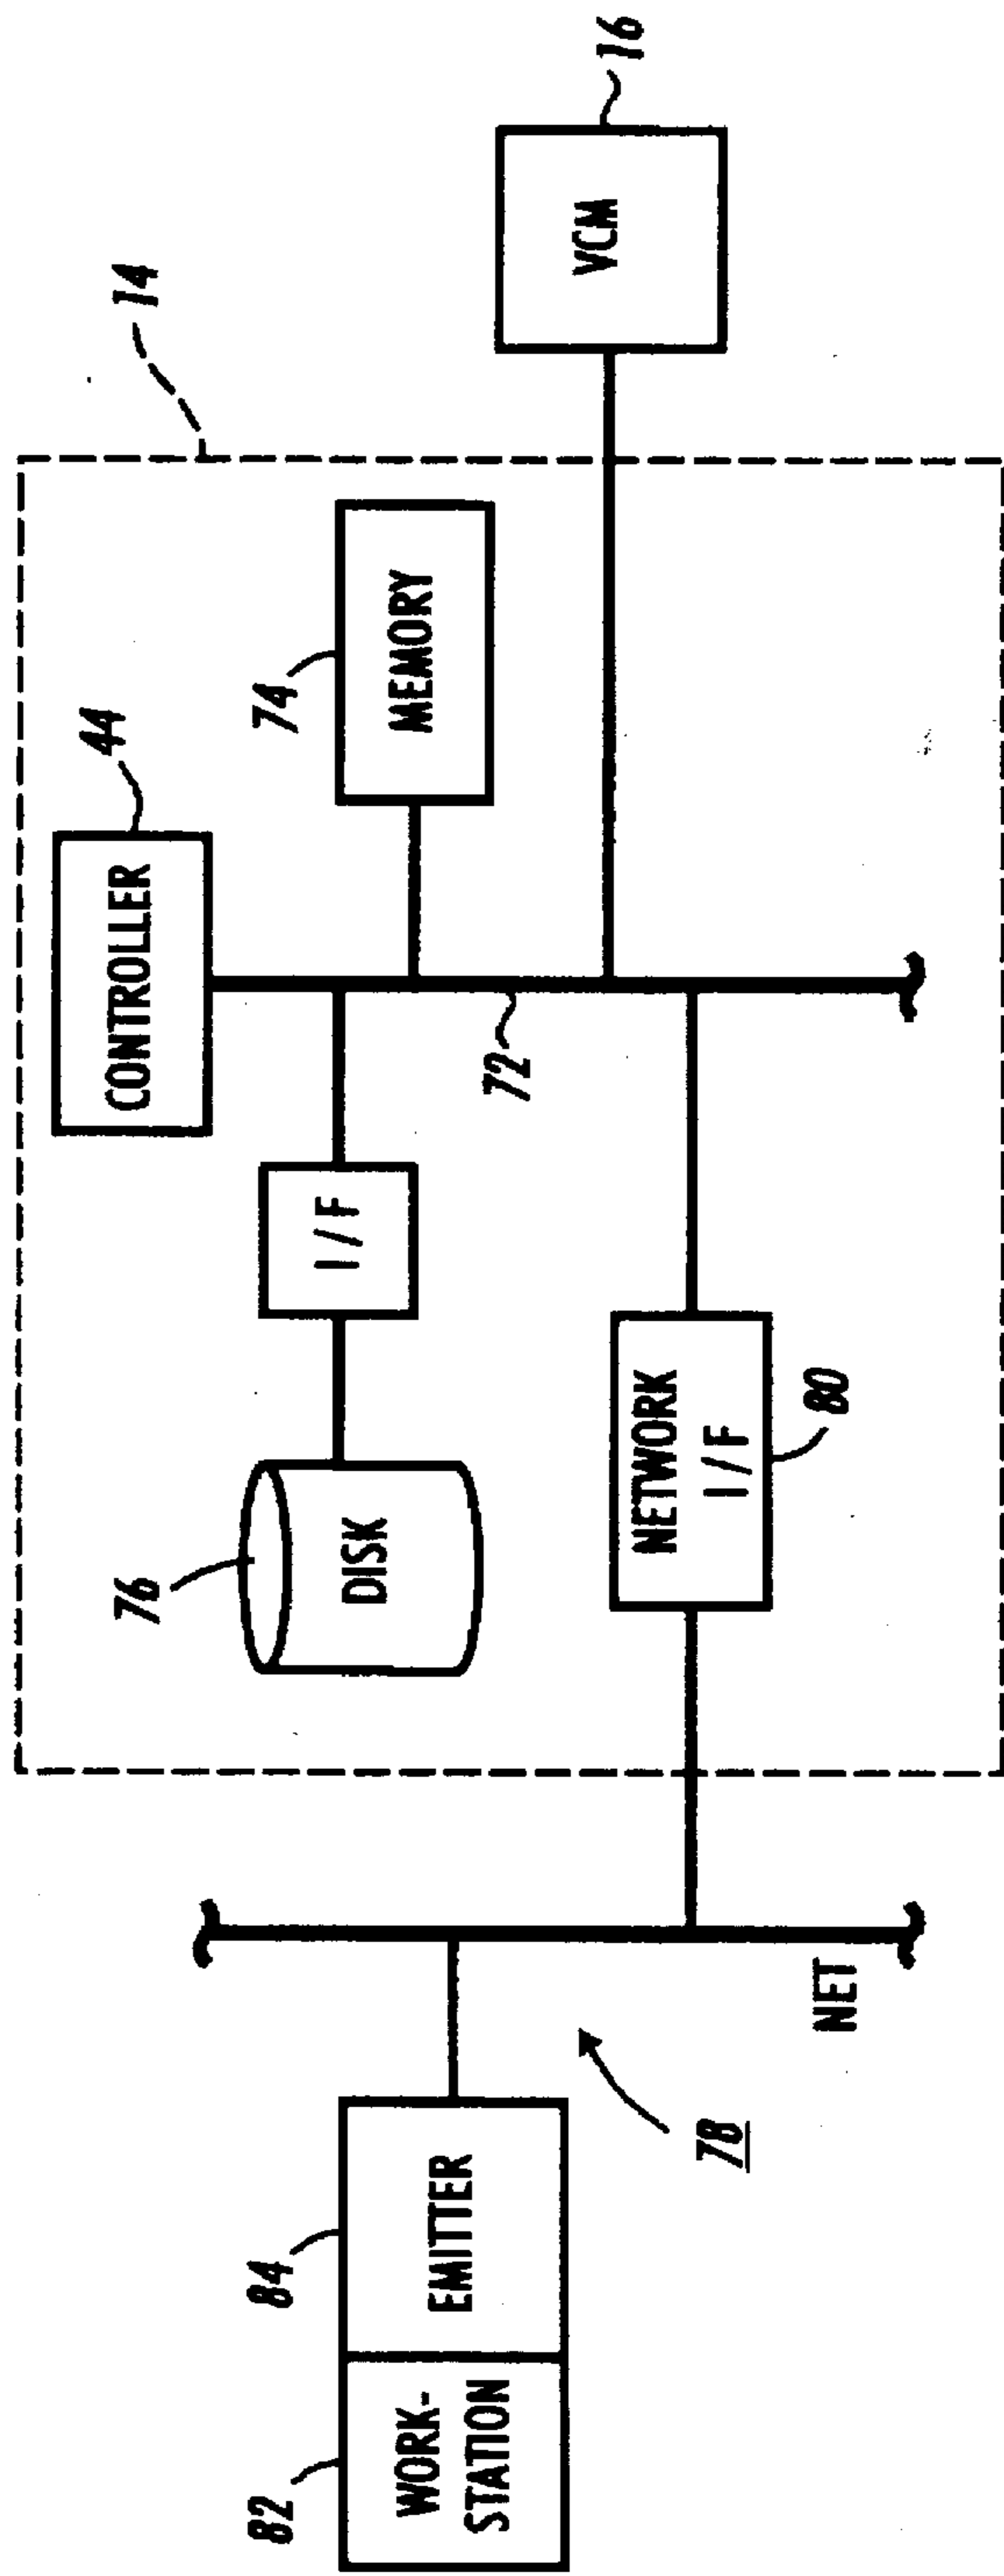 14
CONTROLLER
44
76
74
DISK
I/F
MEMORY
16
VCM
82
84
WORK-
STATION
EMITTER
72
NETWORK
I/F
80
78
NET